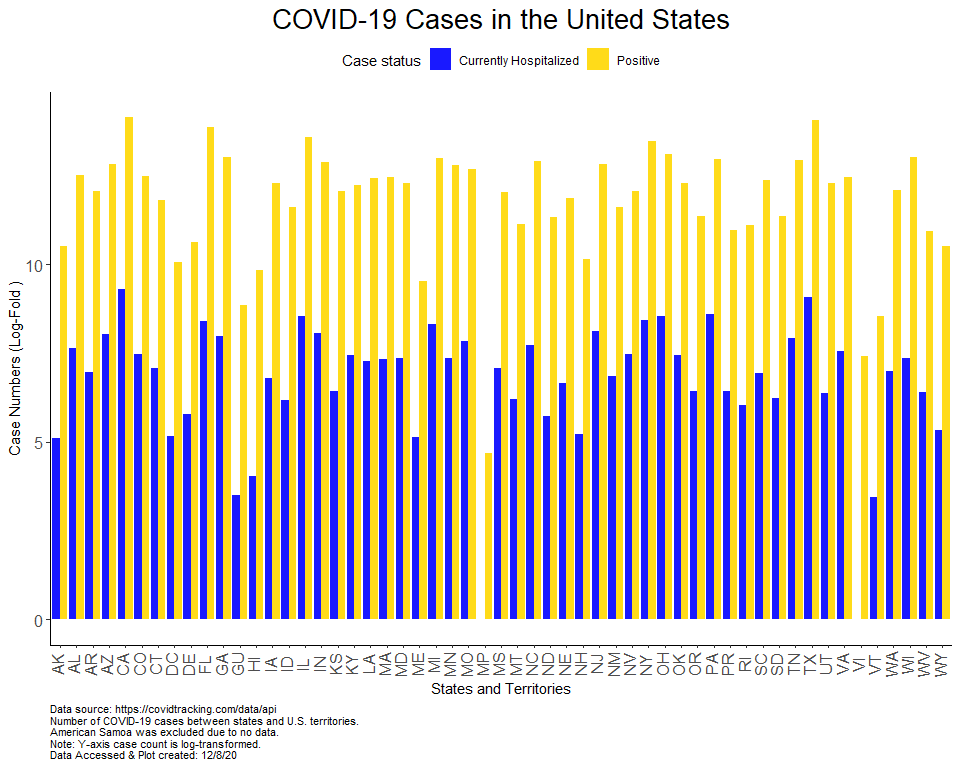 COVID-19 Cases in the United States
Case status Currently Hospitalized Positive
Case Numbers (Log-Fold )
10
5
0
AK AL AR AZ CA CO CT DC DE FL GA GU HI IA ID IL IN KS KY LA MA MD ME MI MN MO MP MS MT NC ND NE NH NJ NM NV NY OH OK OR PA PR RI SC SD TN TX UT VA VI VT WA WI WV WY
States and Territories
Data source: https://covidtracking.com/data/api
Number of COVID-19 cases between states and U.S. territories.
American Samoa was excluded due to no data.
Note: Y-axis case count is log-transformed.
Data Accessed & Plot created: 12/8/20